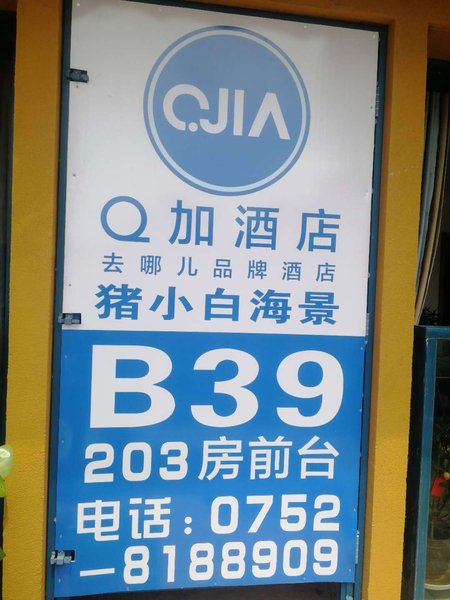 QJIA
Q加酒店
去哪儿品牌酒店
猪小白海景
B39
203房前台
电话:0752
-8188909